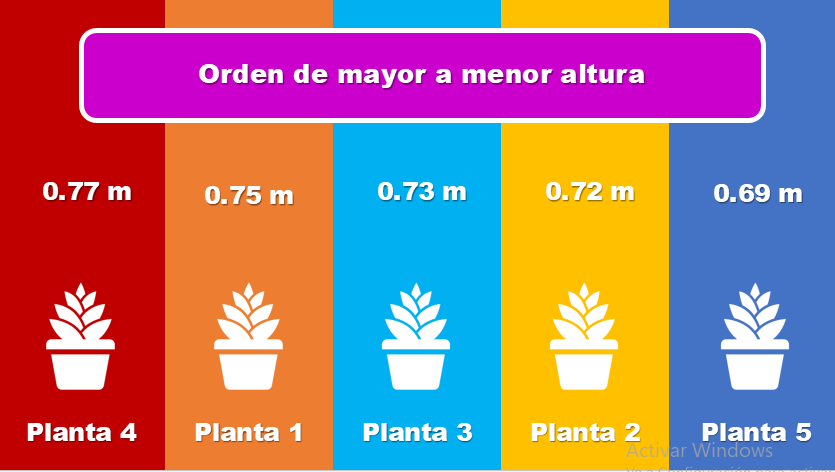 Orden de mayor a menor altura
0.77 m
0.75 m
0.73 m
0.72 m
0.69 m
Planta 4
Planta 1
Planta 3
Planta 2
Planta 5
Activar Windows